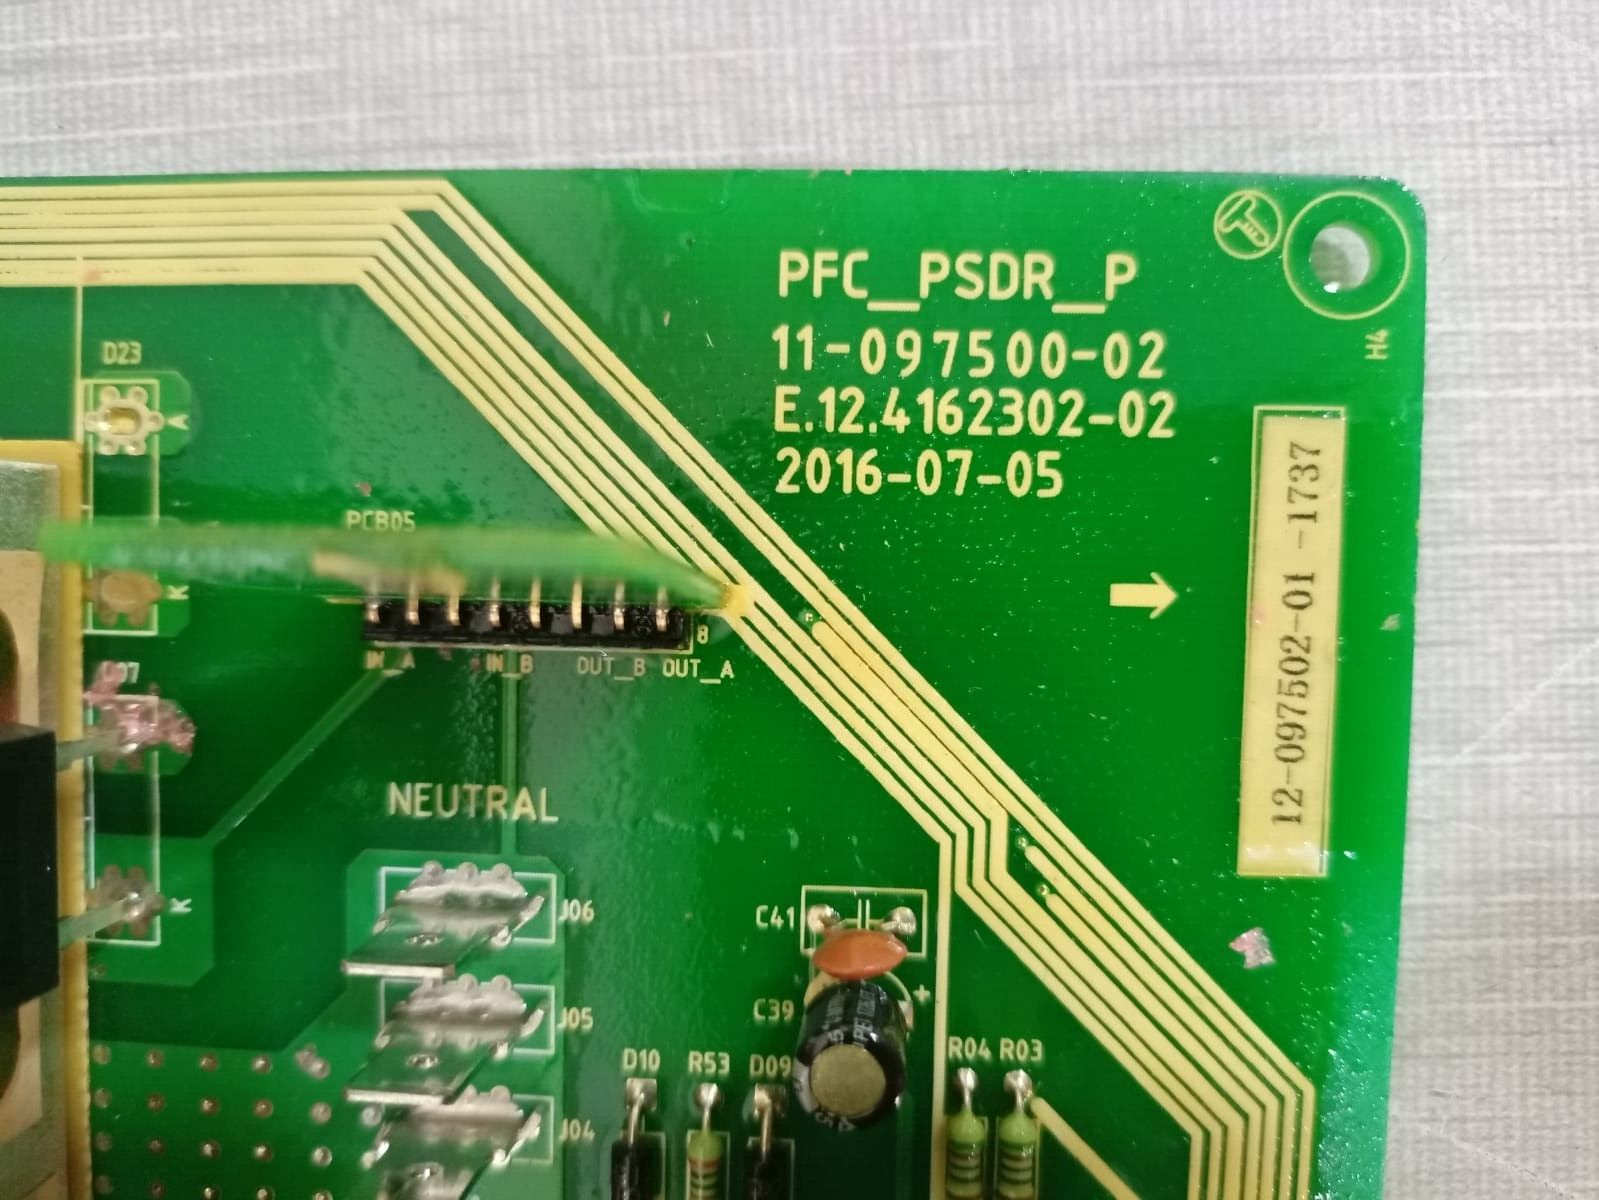 PFC_PSDR_P
11-097500-02
E.12.4162302-02
2016-07-05
H4
12-097502-01 -1737
D23
A
PCB05
K
8
IN_A
IN_B
OUT_B
OUT_A
NEUTRAL
K
J06
C41
+
J05
C39
D10
R53
D09
R04
R03
J04